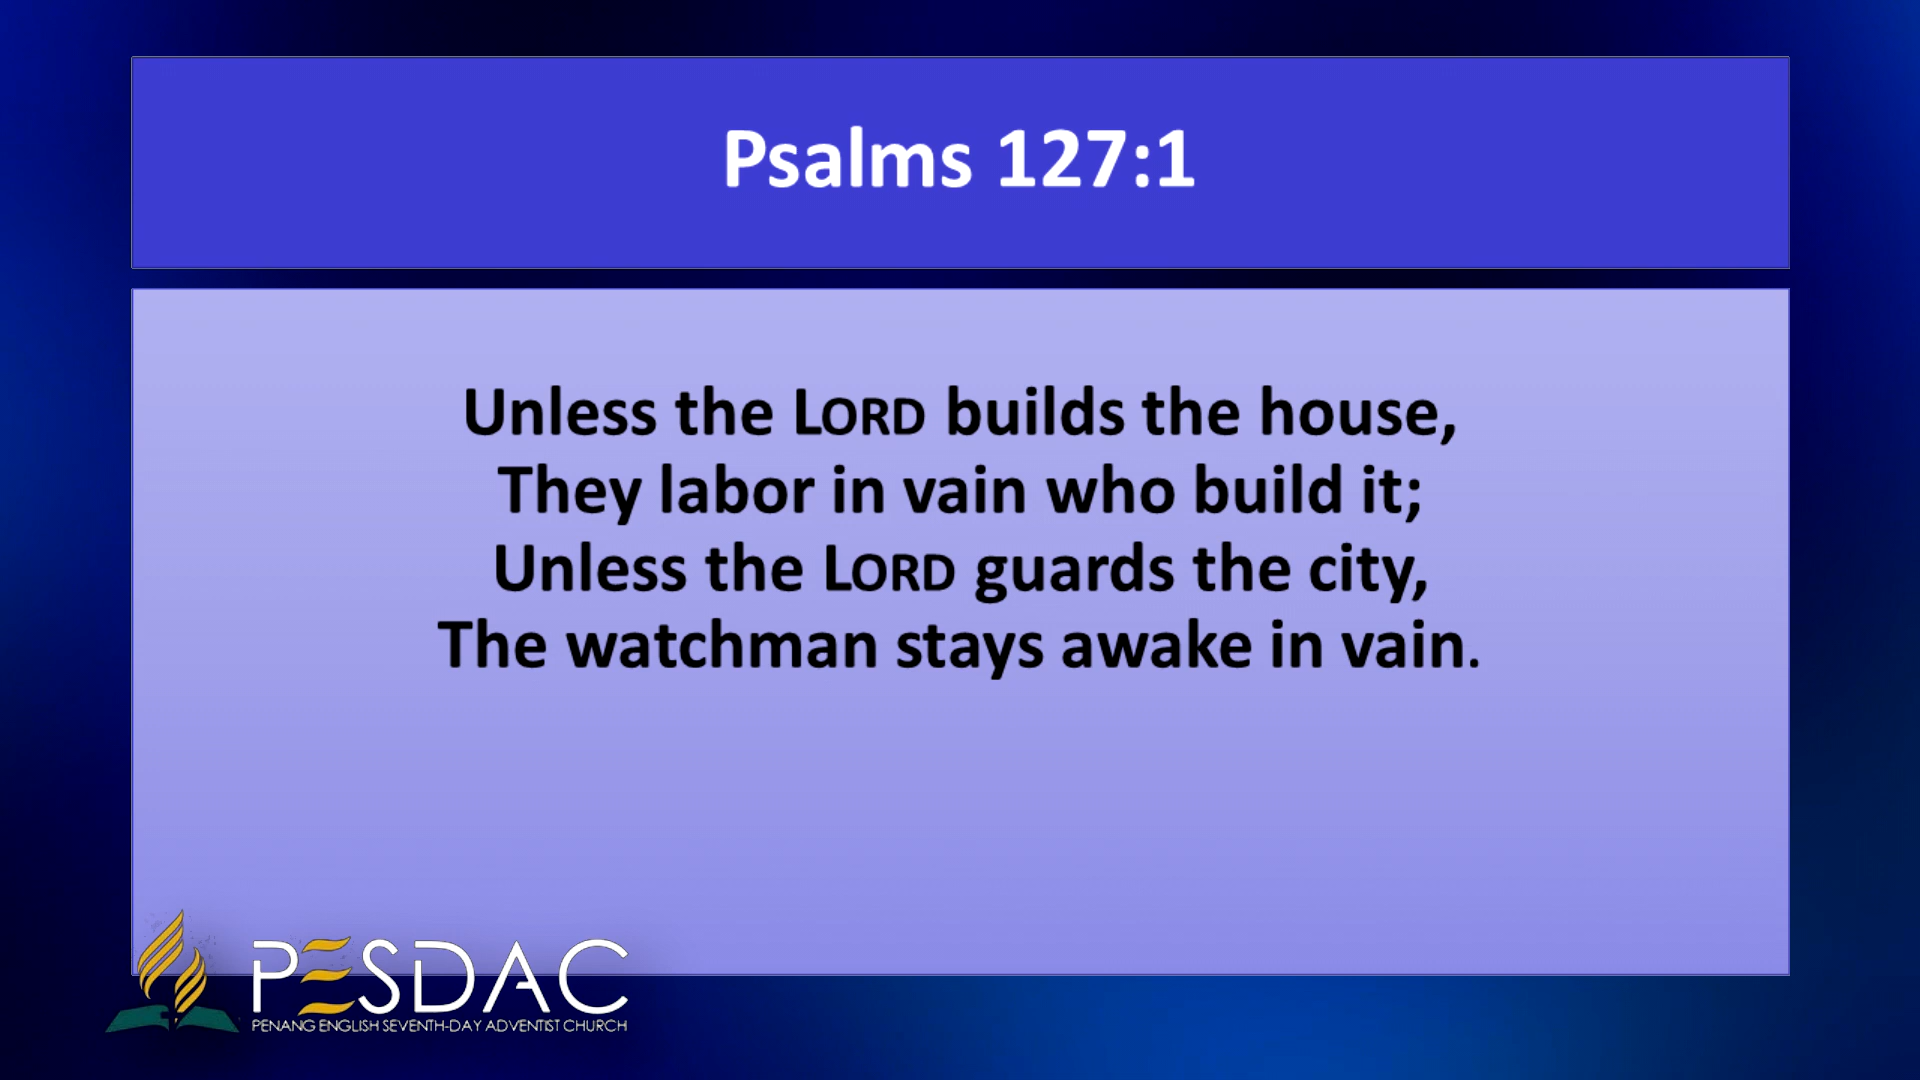 Psalms 127:1
Unless the LORD builds the house,
They labor in vain who build it;
Unless the LORD guards the city,
The watchman stays awake in vain.
PESDAC
PENANG ENGLISH SEVENTH-DAY ADVENTIST CHURCH